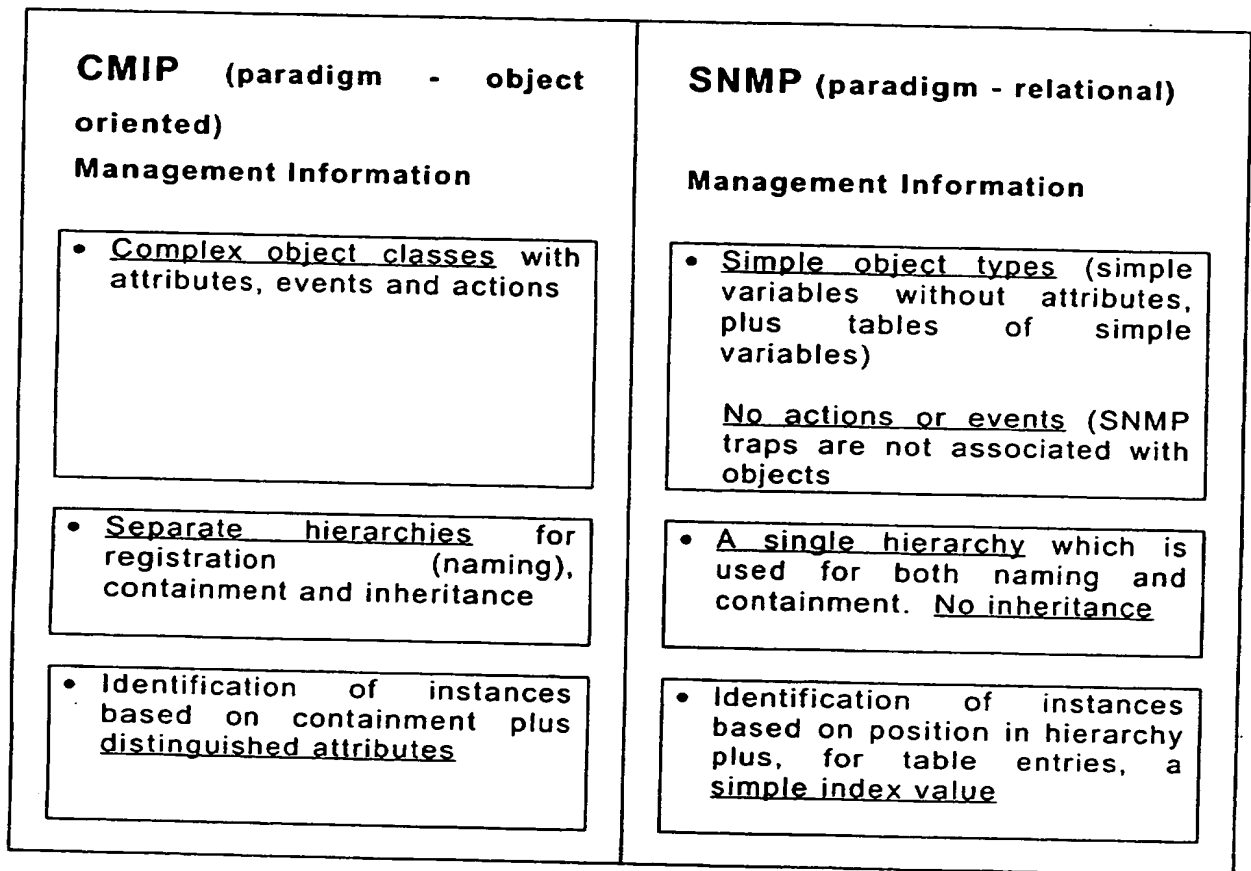 CMIP (paradigm - object
oriented)
Management Information
• Complex object classes with
attributes, events and actions
• Separate hierarchies for
registration (naming),
containment and inheritance
• Identification of instances
based on containment plus
distinguished attributes
SNMP (paradigm - relational)
Management Information
• Simple object types (simple
variables without attributes,
plus tables of simple
variables)
No actions or events (SNMP
traps are not associated with
objects
• A single hierarchy which is
used for both naming and
containment. No inheritance
• Identification of instances
based on position in hierarchy
plus, for table entries, a
simple index value